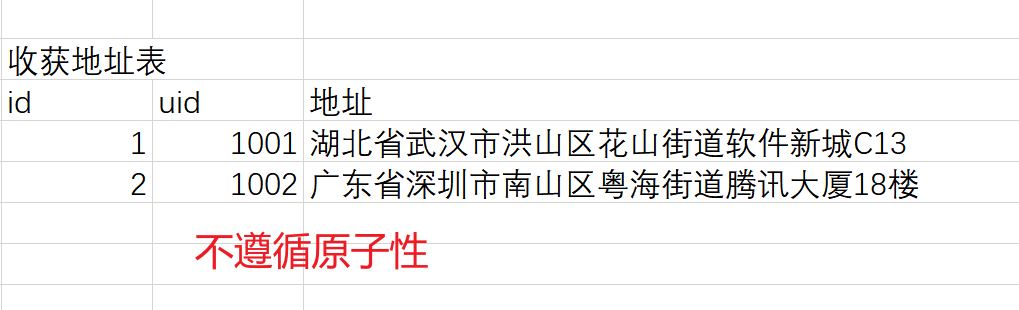 收获地址表
id uid 地址
1 1001 湖北省武汉市洪山区花山街道软件新城C13
2 1002 广东省深圳市南山区粤海街道腾讯大厦18楼
不遵循原子性